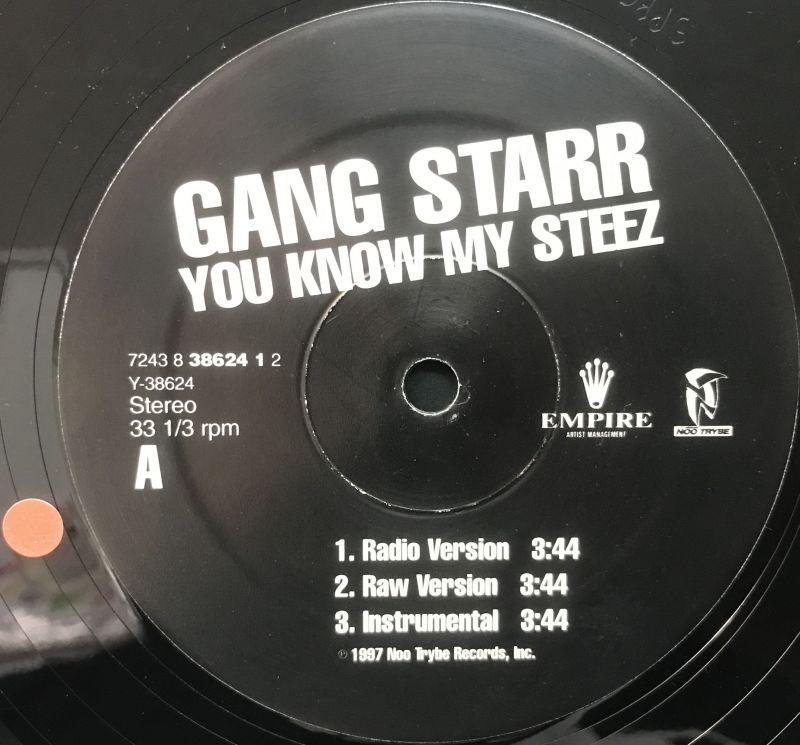 GANG STARR
YOU KNOW MY STEEZ
7243 8 38624 1 2
Y-38624
Stereo
33 1/3 rpm
A
EMPIRE
ARTIST MANAGEMENT
NOO TRYBE
1. Radio Version 3:44
2. Raw Version 3:44
3. Instrumental 3:44
℗ 1997 Noo Trybe Records, Inc.